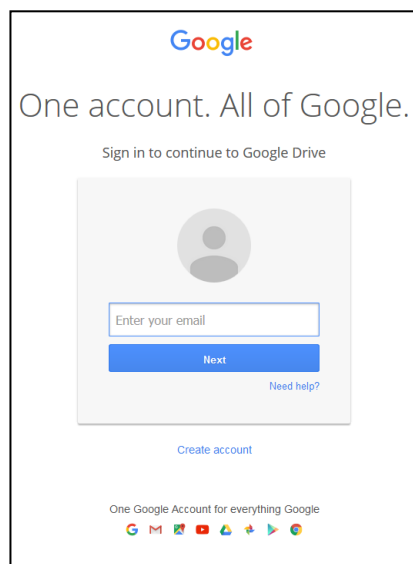 Google
One account. All of Google.
Sign in to continue to Google Drive
Enter your email
Next
Need help?
Create account
One Google Account for everything Google